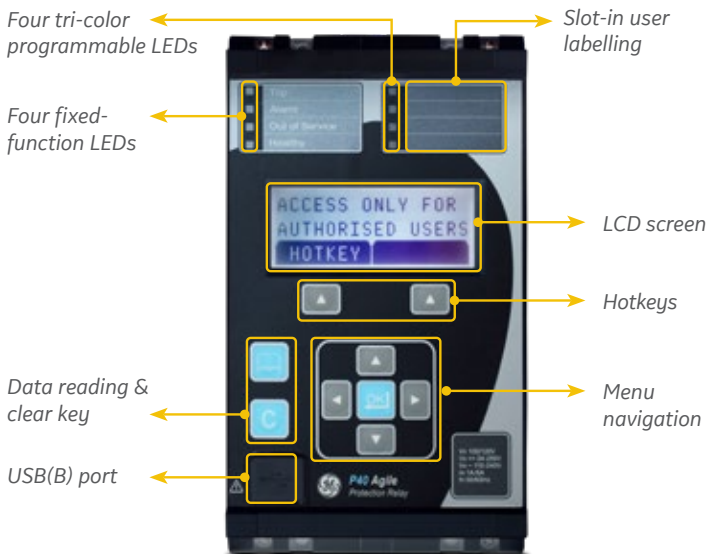 Four tri-color
programmable LEDs
Slot-in user
labelling
Four fixed-
function LEDs
Trip
Alarm
Out of Service
Healthy
ACCESS ONLY FOR
AUTHORISED USERS
HOTKEY
LCD screen
Hotkeys
Data reading &
clear key
C
OK
Menu
navigation
USB(B) port
P40 Agile
Protection Relay